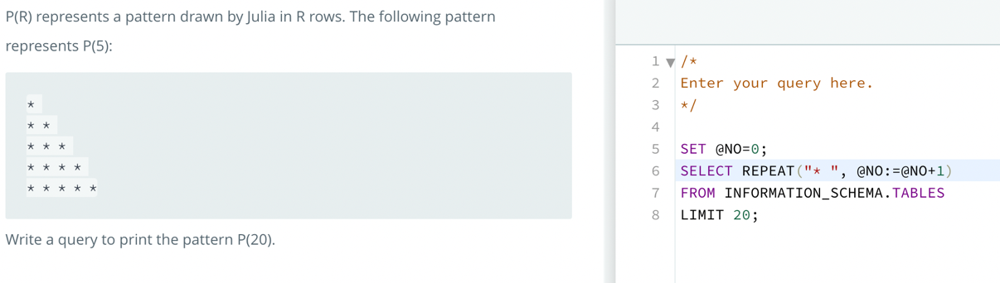 P(R) represents a pattern drawn by Julia in R rows. The following pattern
represents P(5):
*
* *
* * *
* * * *
* * * * *
Write a query to print the pattern P(20).
1 ▼ /*
2 Enter your query here.
3 */
4
5 SET @NO=0;
6 SELECT REPEAT("* ", @NO:=@NO+1)
7 FROM INFORMATION_SCHEMA.TABLES
8 LIMIT 20;